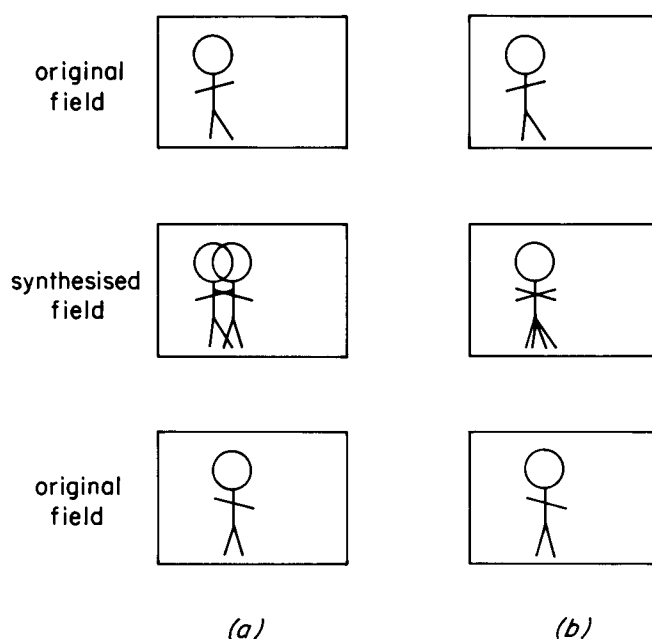 original
field
synthesised
field
original
field
(a)
(b)